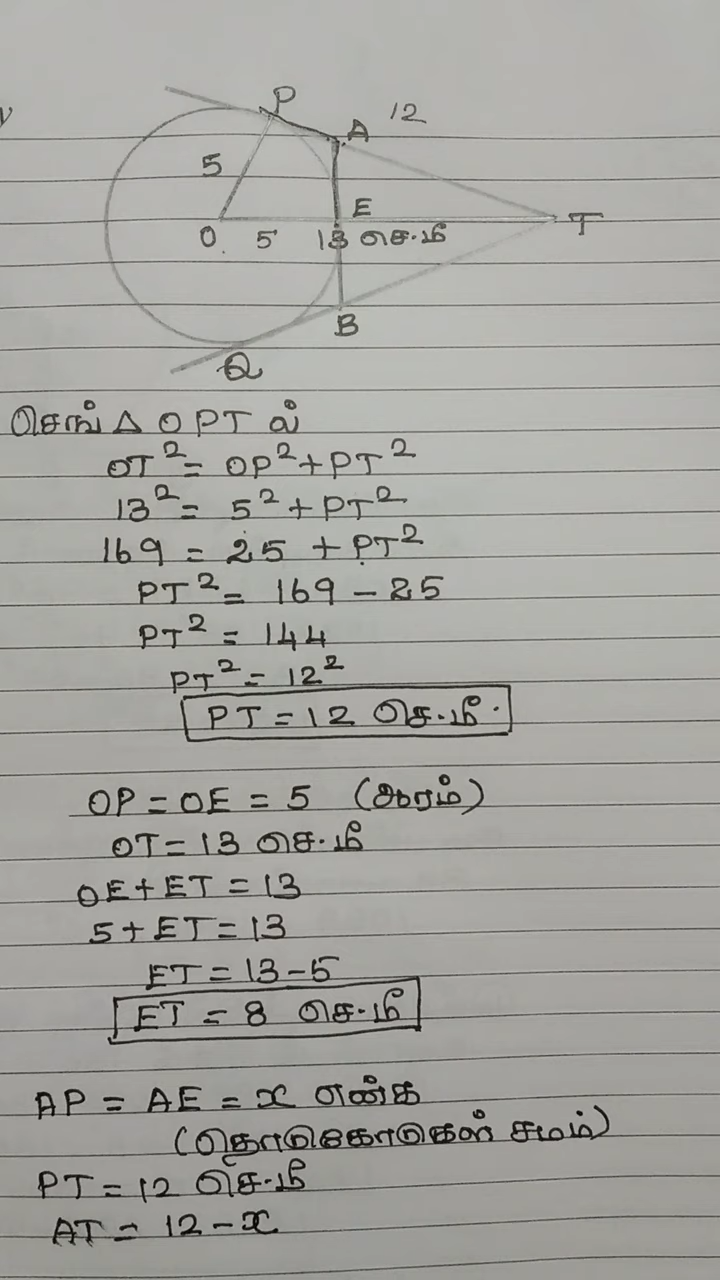 P
A 12
5
E
T
O 5 13 செ.மீ
B
Q
செங் Δ OPT ல்
OT² = OP² + PT²
13² = 5² + PT²
169 = 25 + PT²
PT² = 169 - 25
PT² = 144
PT² = 12²
PT = 12 செ.மீ.
OP = OE = 5 (ஆரம்)
OT = 13 செ.மீ
OE + ET = 13
5 + ET = 13
ET = 13 - 5
ET = 8 செ.மீ
AP = AE = x என்க
(தொடுகோடுகள் சமம்)
PT = 12 செ.மீ
AT = 12 - x